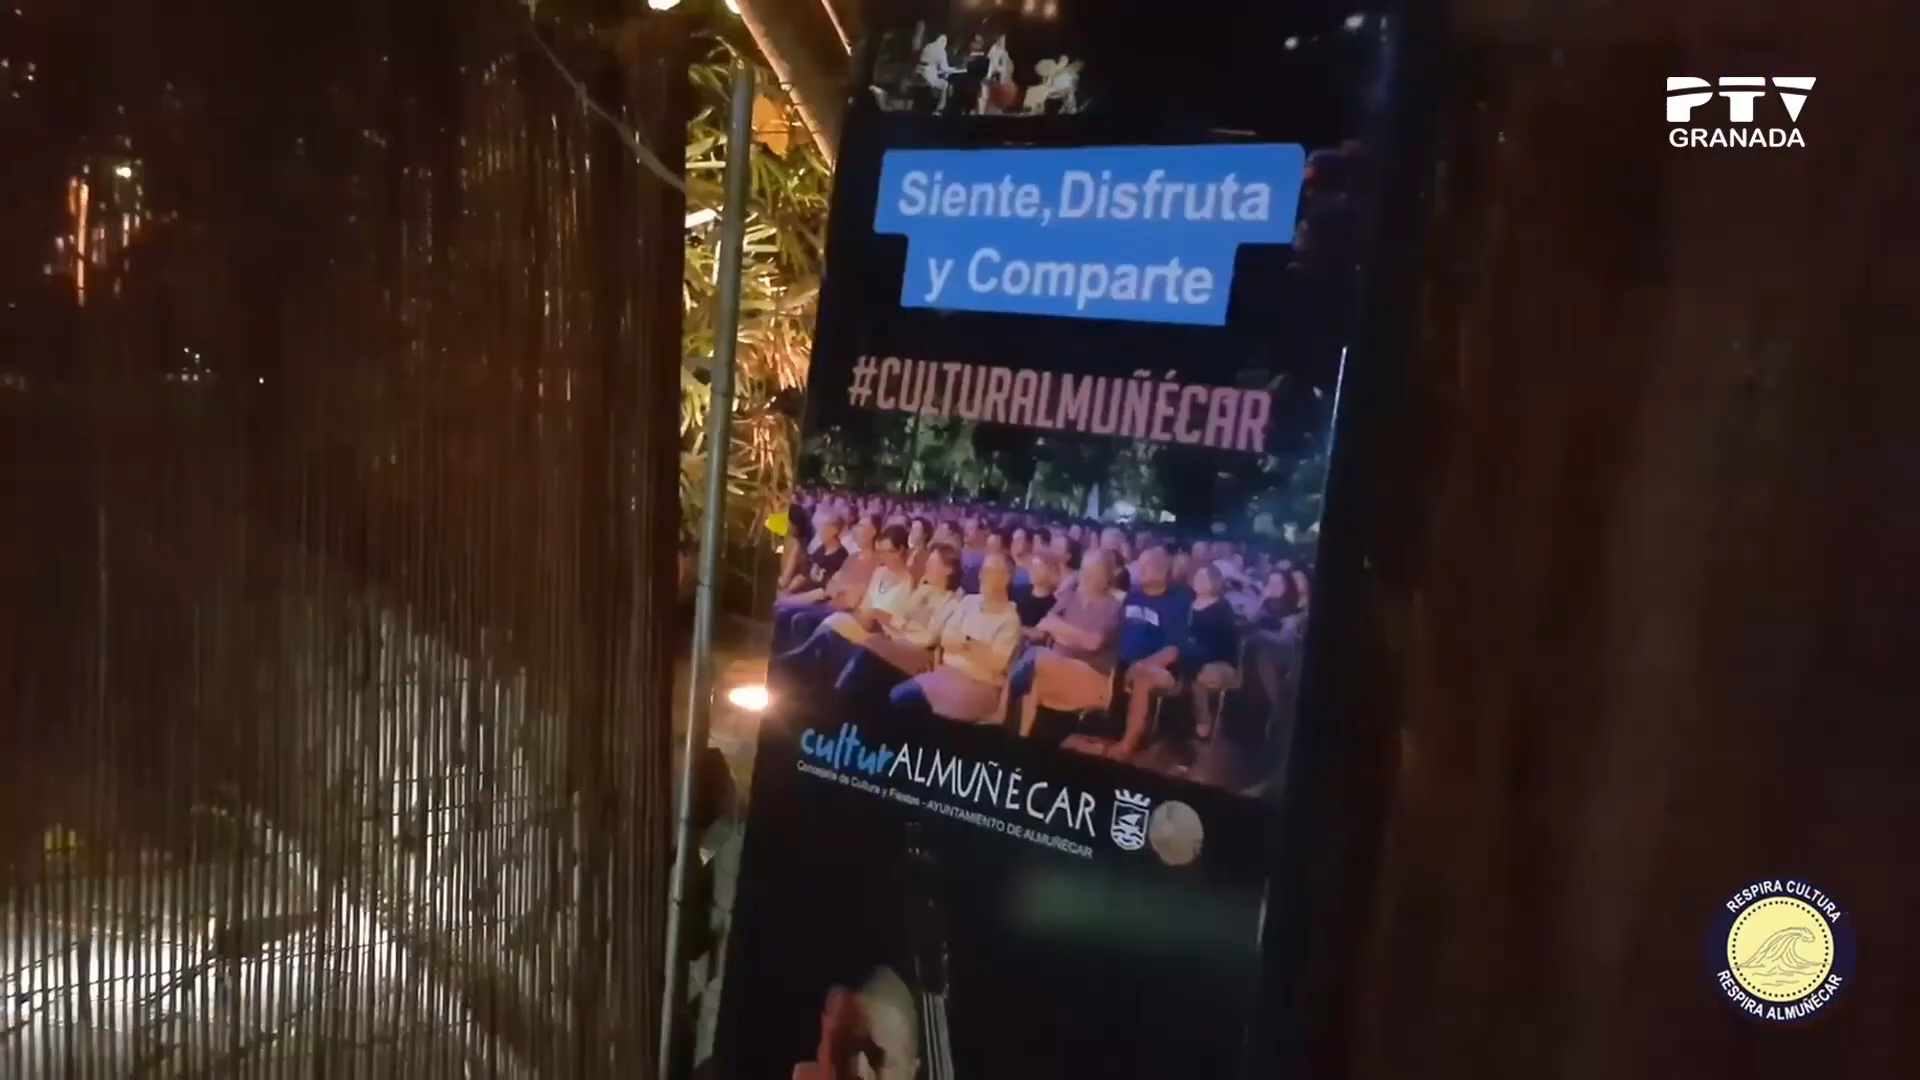 PTV
GRANADA
Siente, Disfruta
y Comparte
#CULTURALMUÑÉCAR
culturALMUÑÉCAR
Concejalía de Cultura y Fiestas - AYUNTAMIENTO DE ALMUÑÉCAR
RESPIRA CULTURA
RESPIRA ALMUÑÉCAR